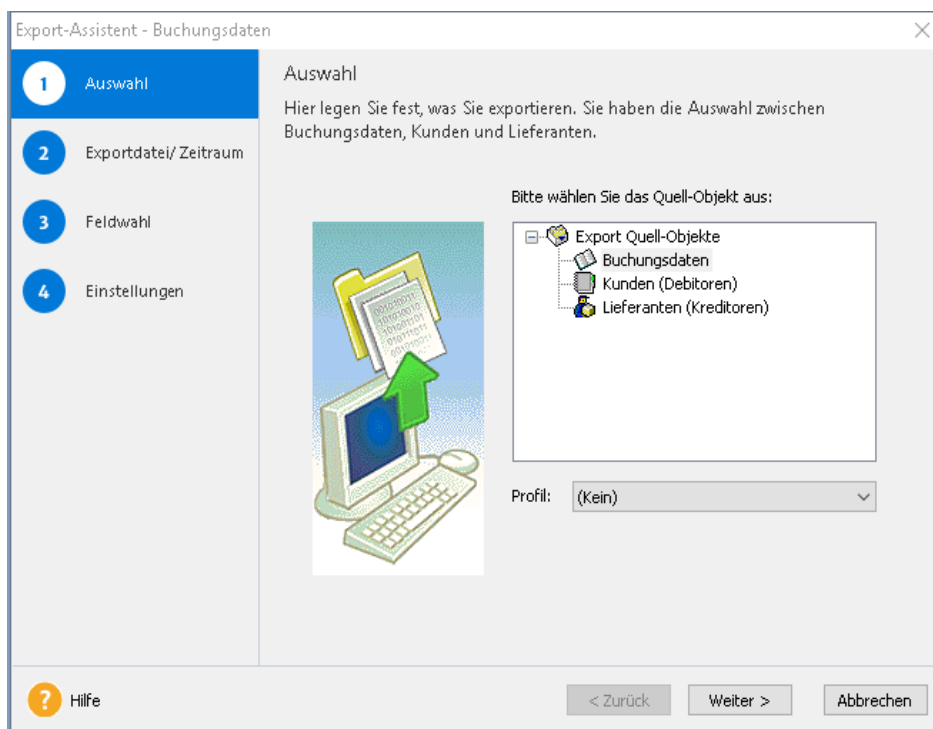 Export-Assistent - Buchungsdaten
1 Auswahl
2 Exportdatei/ Zeitraum
3 Feldwahl
4 Einstellungen
Auswahl
Hier legen Sie fest, was Sie exportieren. Sie haben die Auswahl zwischen
Buchungsdaten, Kunden und Lieferanten.
Bitte wählen Sie das Quell-Objekt aus:
Export Quell-Objekte
Buchungsdaten
Kunden (Debitoren)
Lieferanten (Kreditoren)
Profil: (Kein)
? Hilfe
< Zurück Weiter > Abbrechen